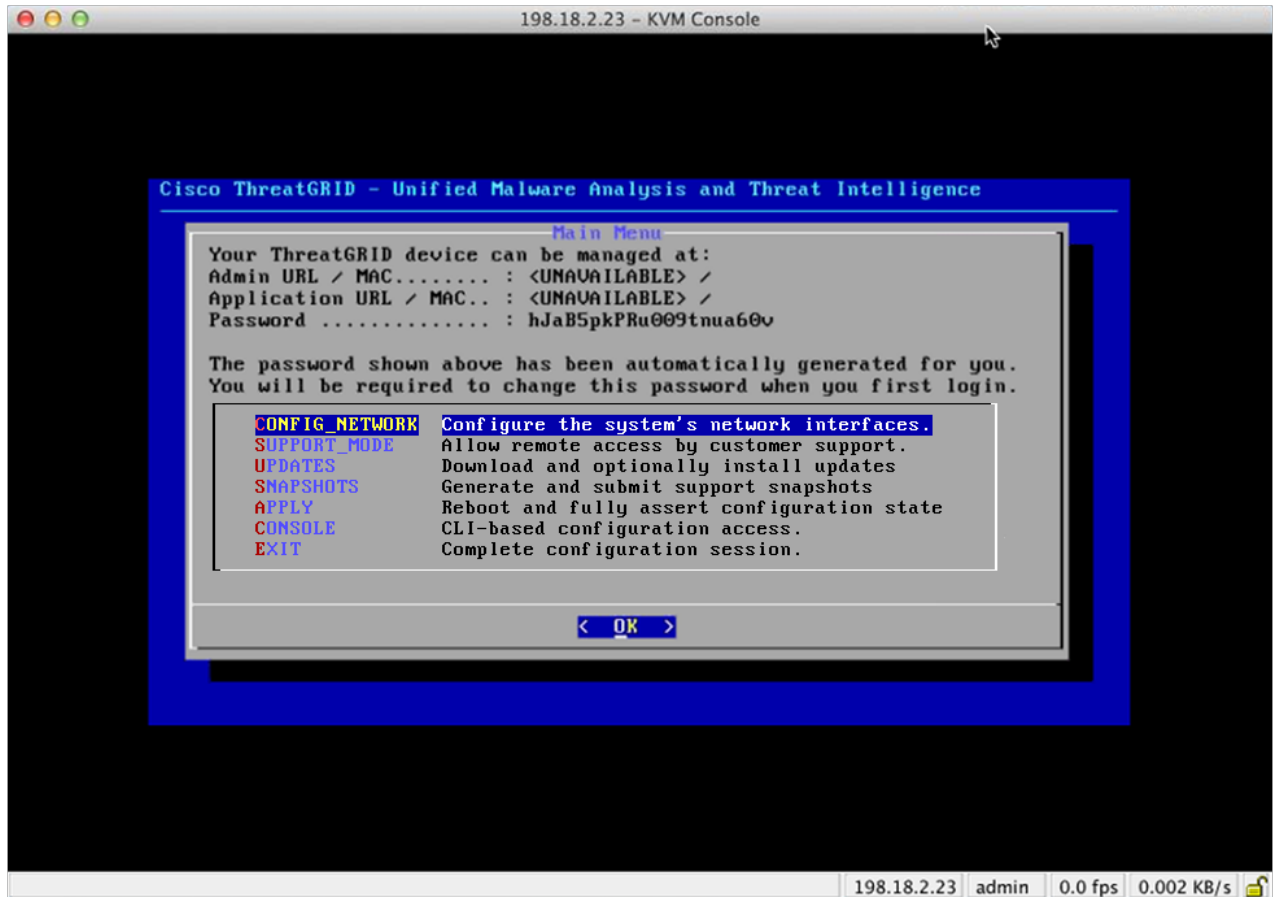 198.18.2.23 – KVM Console
Cisco ThreatGRID - Unified Malware Analysis and Threat Intelligence
Main Menu
Your ThreatGRID device can be managed at:
Admin URL / MAC........ : <UNAVAILABLE> /
Application URL / MAC.. : <UNAVAILABLE> /
Password .............. : hJaB5pkPRu009tnua60v
The password shown above has been automatically generated for you.
You will be required to change this password when you first login.
CONFIG_NETWORK Configure the system's network interfaces.
SUPPORT_MODE Allow remote access by customer support.
UPDATES Download and optionally install updates
SNAPSHOTS Generate and submit support snapshots
APPLY Reboot and fully assert configuration state
CONSOLE CLI-based configuration access.
EXIT Complete configuration session.
< OK >
198.18.2.23 admin 0.0 fps 0.002 KB/s